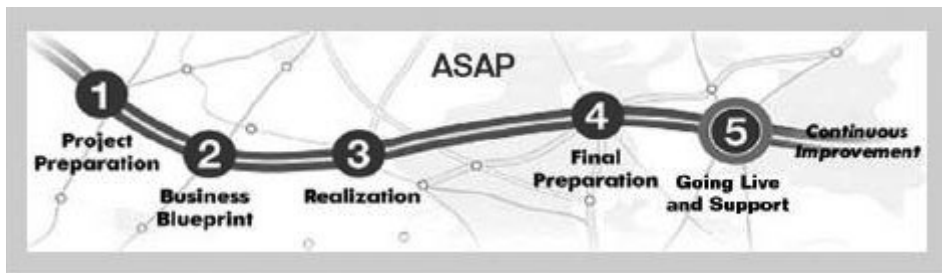 ASAP
1
Project
Preparation
2
Business
Blueprint
3
Realization
4
Final
Preparation
5
Going Live
and Support
Continuous
Improvement